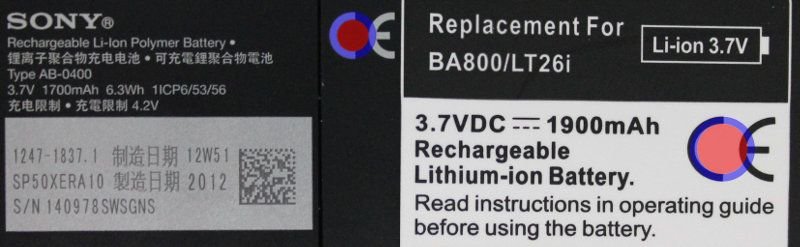 SONY®
Rechargeable Li-Ion Polymer Battery •
锂离子聚合物充电电池 • 可充電鋰聚合物電池
Type AB-0400
3.7V 1700mAh 6.3Wh 1ICP6/53/56
充电限制 • 充電限制 4.2V
1247-1837.1 制造日期 12W51
SP50XERA10 製造日期 2012
S/N 140978SWSGNS
CE
Replacement For
BA800/LT26i
Li-ion 3.7V
3.7VDC ⎓ 1900mAh
Rechargeable
Lithium-ion Battery.
Read instructions in operating guide
before using the battery.
CE